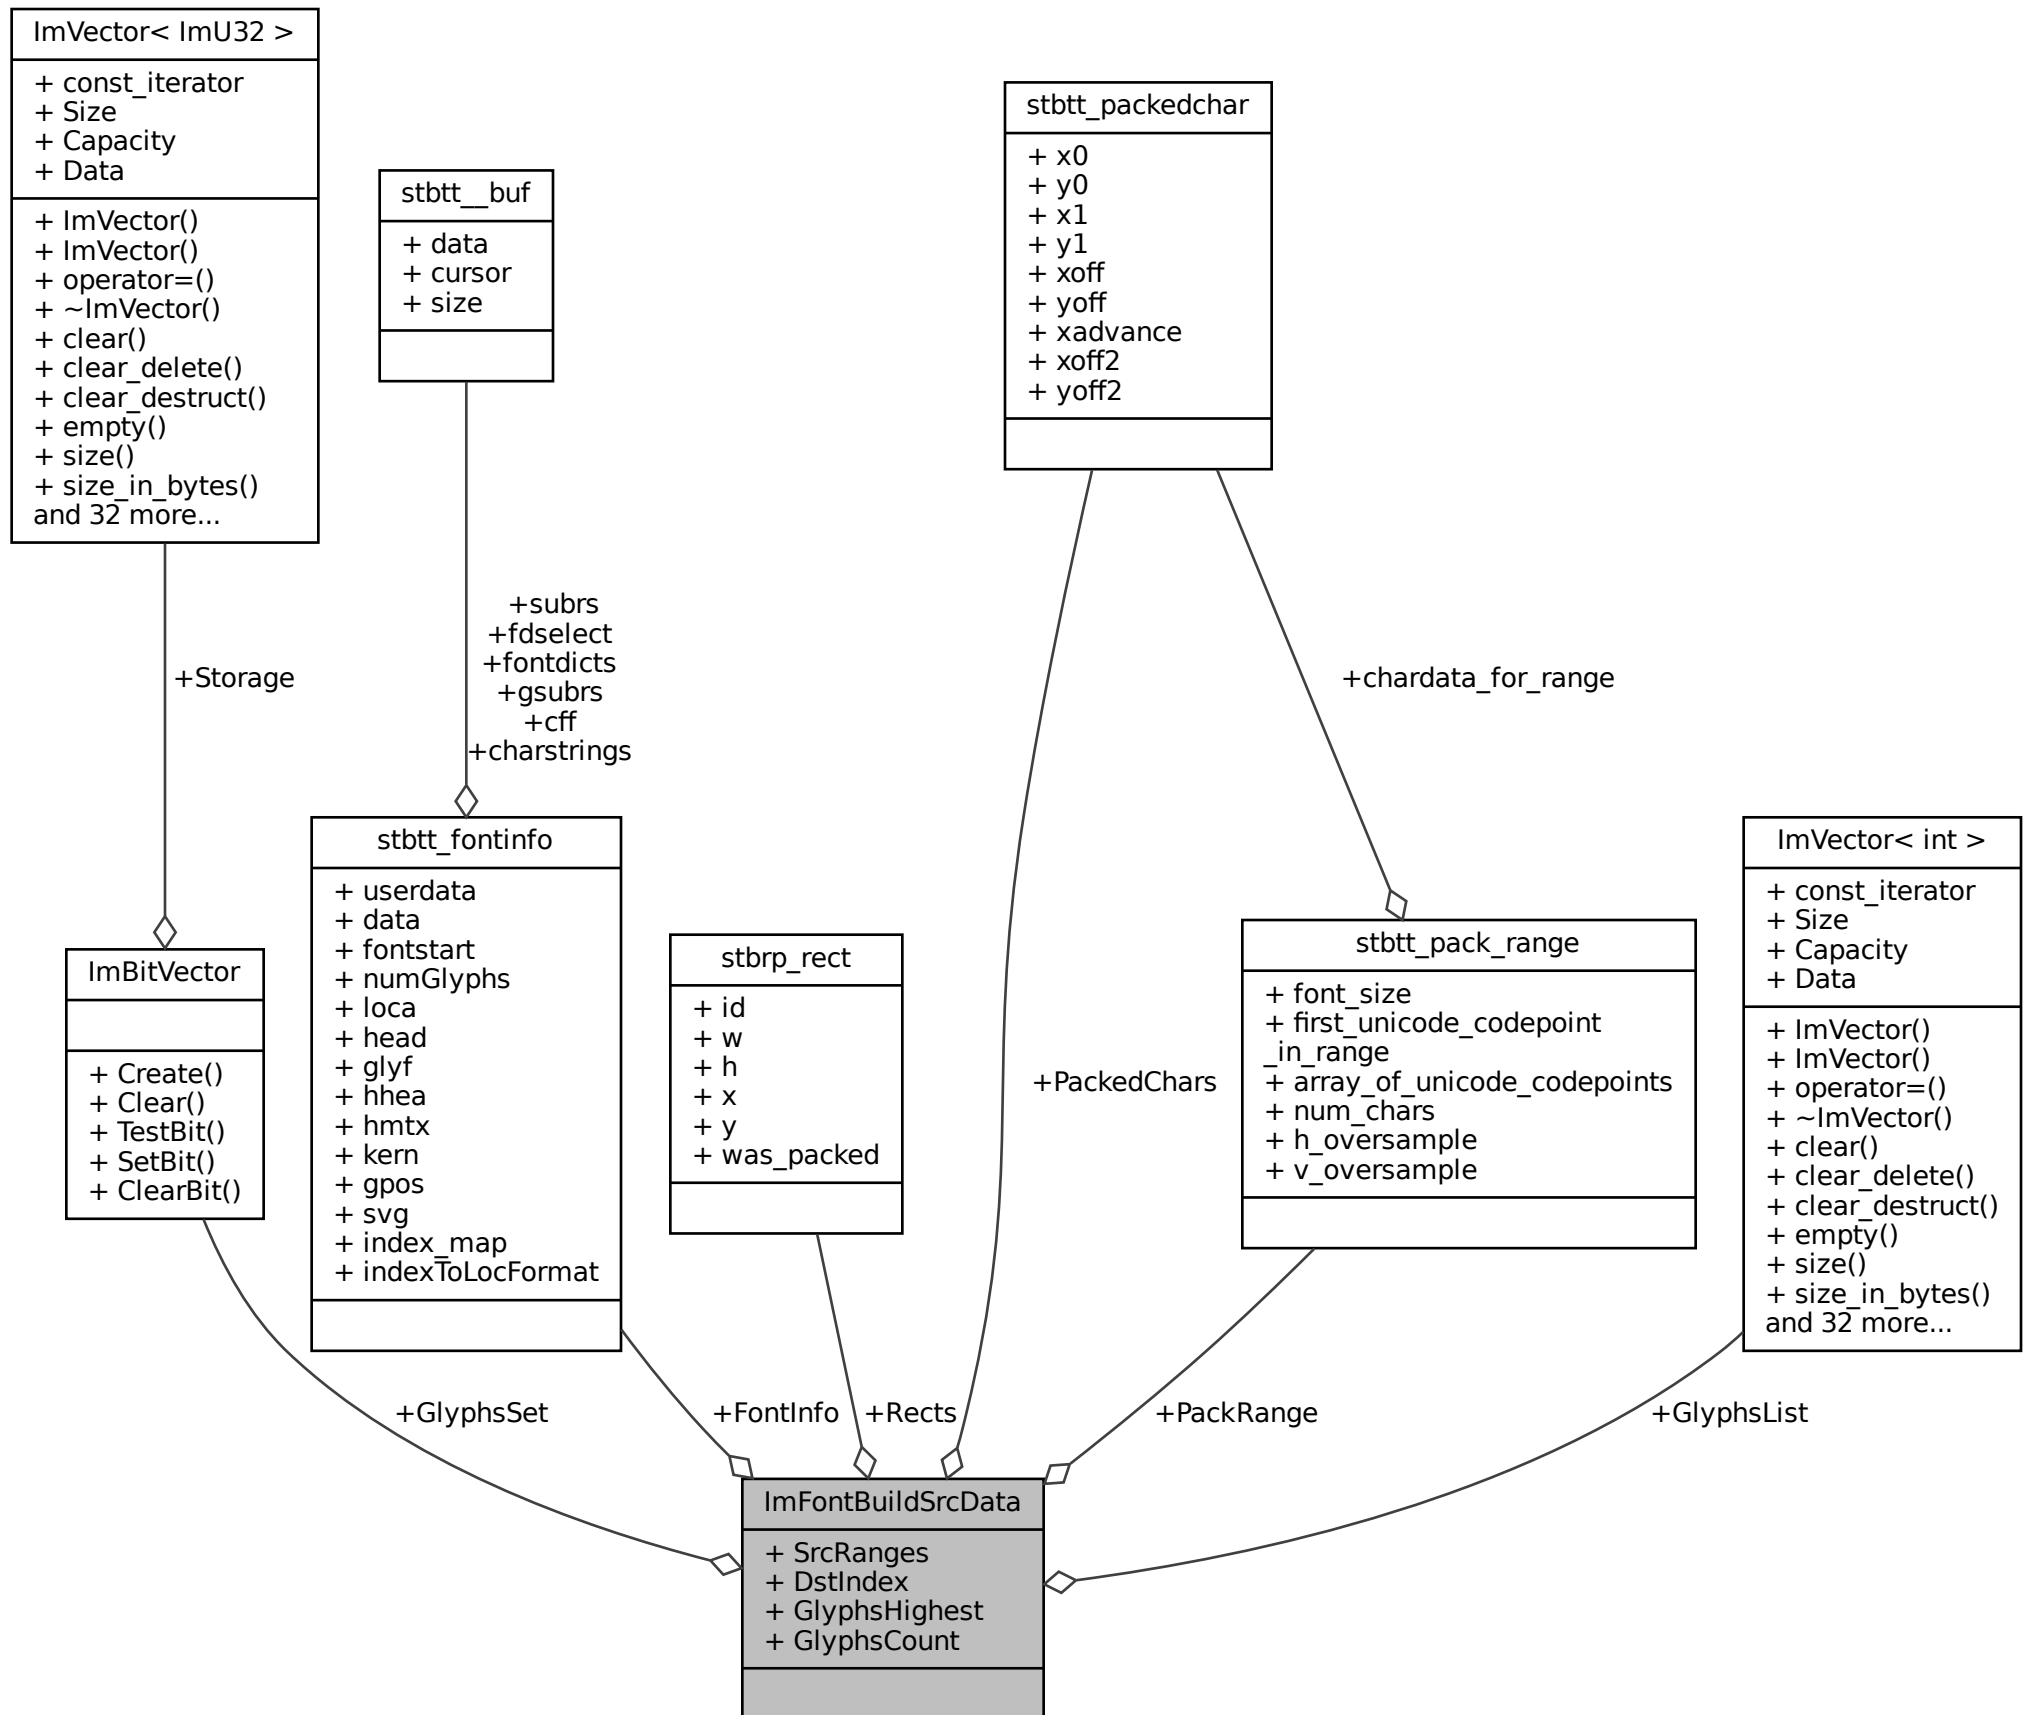 ImVector< ImU32 >
+ const_iterator
+ Size
+ Capacity
+ Data
+ ImVector()
+ ImVector()
+ operator=()
+ ~ImVector()
+ clear()
+ clear_delete()
+ clear_destruct()
+ empty()
+ size()
+ size_in_bytes()
and 32 more...
stbtt__buf
+ data
+ cursor
+ size
stbtt_packedchar
+ x0
+ y0
+ x1
+ y1
+ xoff
+ yoff
+ xadvance
+ xoff2
+ yoff2
+Storage
+subrs
+fdselect
+fontdicts
+gsubrs
+cff
+charstrings
+chardata_for_range
ImBitVector
+ Create()
+ Clear()
+ TestBit()
+ SetBit()
+ ClearBit()
stbtt_fontinfo
+ userdata
+ data
+ fontstart
+ numGlyphs
+ loca
+ head
+ glyf
+ hhea
+ hmtx
+ kern
+ gpos
+ svg
+ index_map
+ indexToLocFormat
stbrp_rect
+ id
+ w
+ h
+ x
+ y
+ was_packed
+PackedChars
stbtt_pack_range
+ font_size
+ first_unicode_codepoint
_in_range
+ array_of_unicode_codepoints
+ num_chars
+ h_oversample
+ v_oversample
ImVector< int >
+ const_iterator
+ Size
+ Capacity
+ Data
+ ImVector()
+ ImVector()
+ operator=()
+ ~ImVector()
+ clear()
+ clear_delete()
+ clear_destruct()
+ empty()
+ size()
+ size_in_bytes()
and 32 more...
+GlyphsSet
+FontInfo
+Rects
+PackRange
+GlyphsList
ImFontBuildSrcData
+ SrcRanges
+ DstIndex
+ GlyphsHighest
+ GlyphsCount